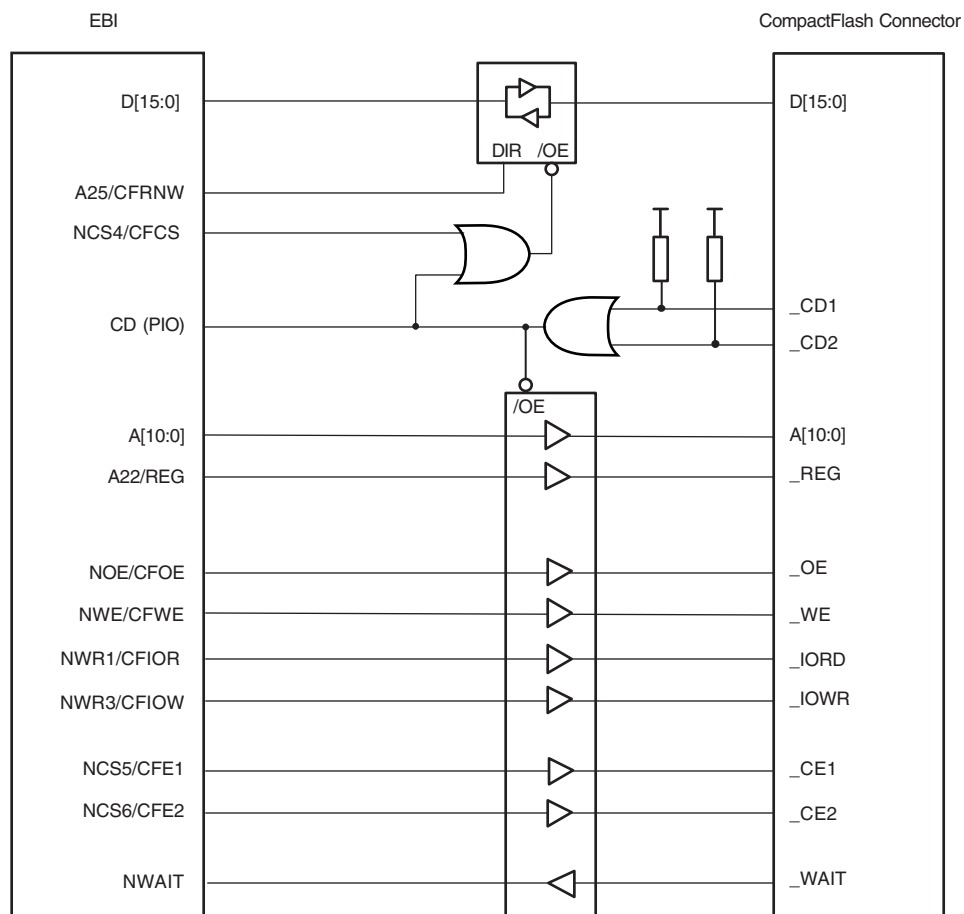 EBI
CompactFlash Connector
D[15:0]
D[15:0]
DIR /OE
A25/CFRNW
NCS4/CFCS
_CD1
CD (PIO)
_CD2
/OE
A[10:0]
A[10:0]
A22/REG
_REG
NOE/CFOE
_OE
NWE/CFWE
_WE
NWR1/CFIOR
_IORD
NWR3/CFIOW
_IOWR
NCS5/CFE1
_CE1
NCS6/CFE2
_CE2
NWAIT
_WAIT